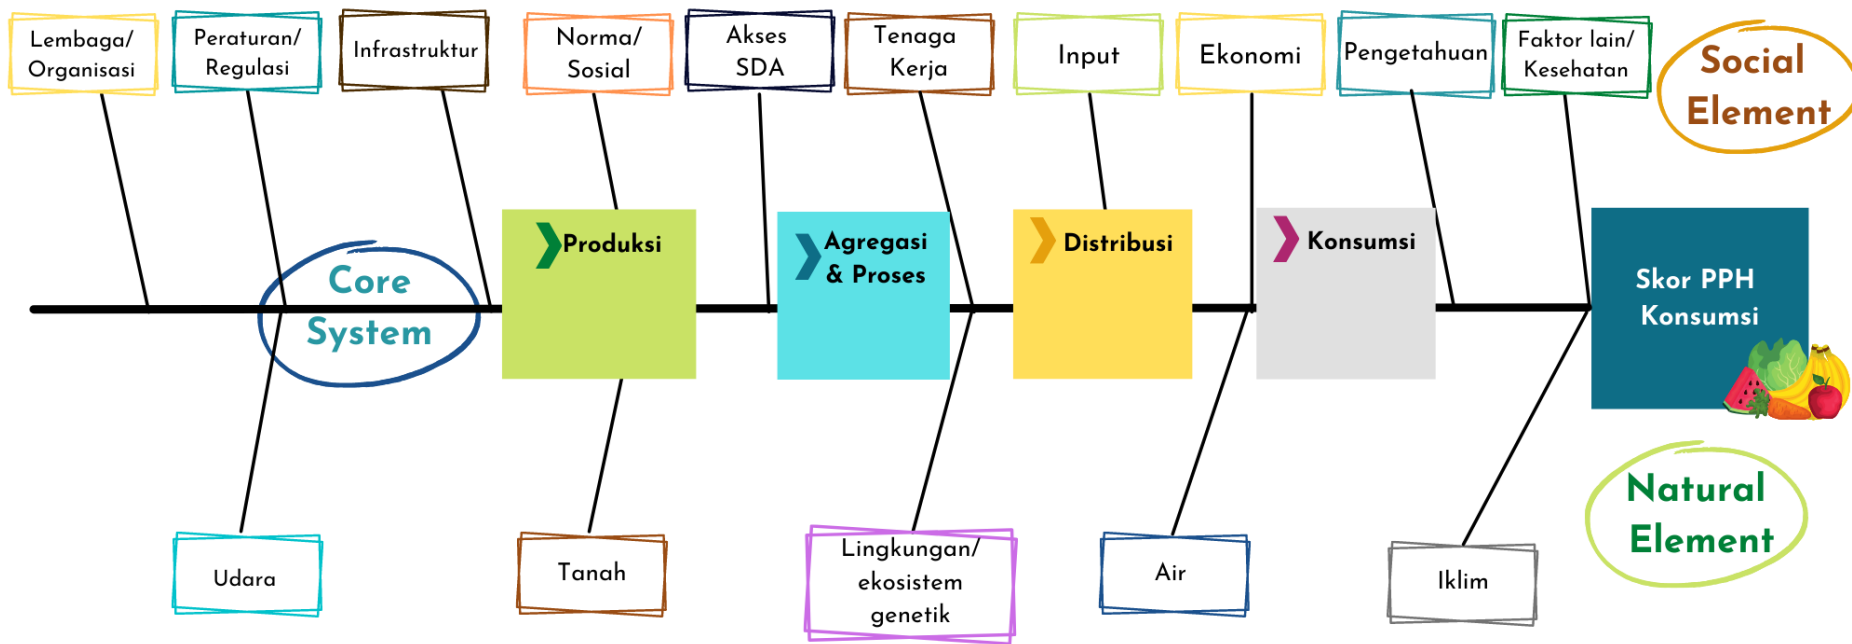 Lembaga/
Organisasi
Peraturan/
Regulasi
Infrastruktur
Norma/
Sosial
Akses
SDA
Tenaga
Kerja
Input
Ekonomi
Pengetahuan
Faktor lain/
Kesehatan
Social
Element
Core
System
Produksi
Agregasi
& Proses
Distribusi
Konsumsi
Skor PPH
Konsumsi
Natural
Element
Udara
Tanah
Lingkungan/
ekosistem
genetik
Air
Iklim